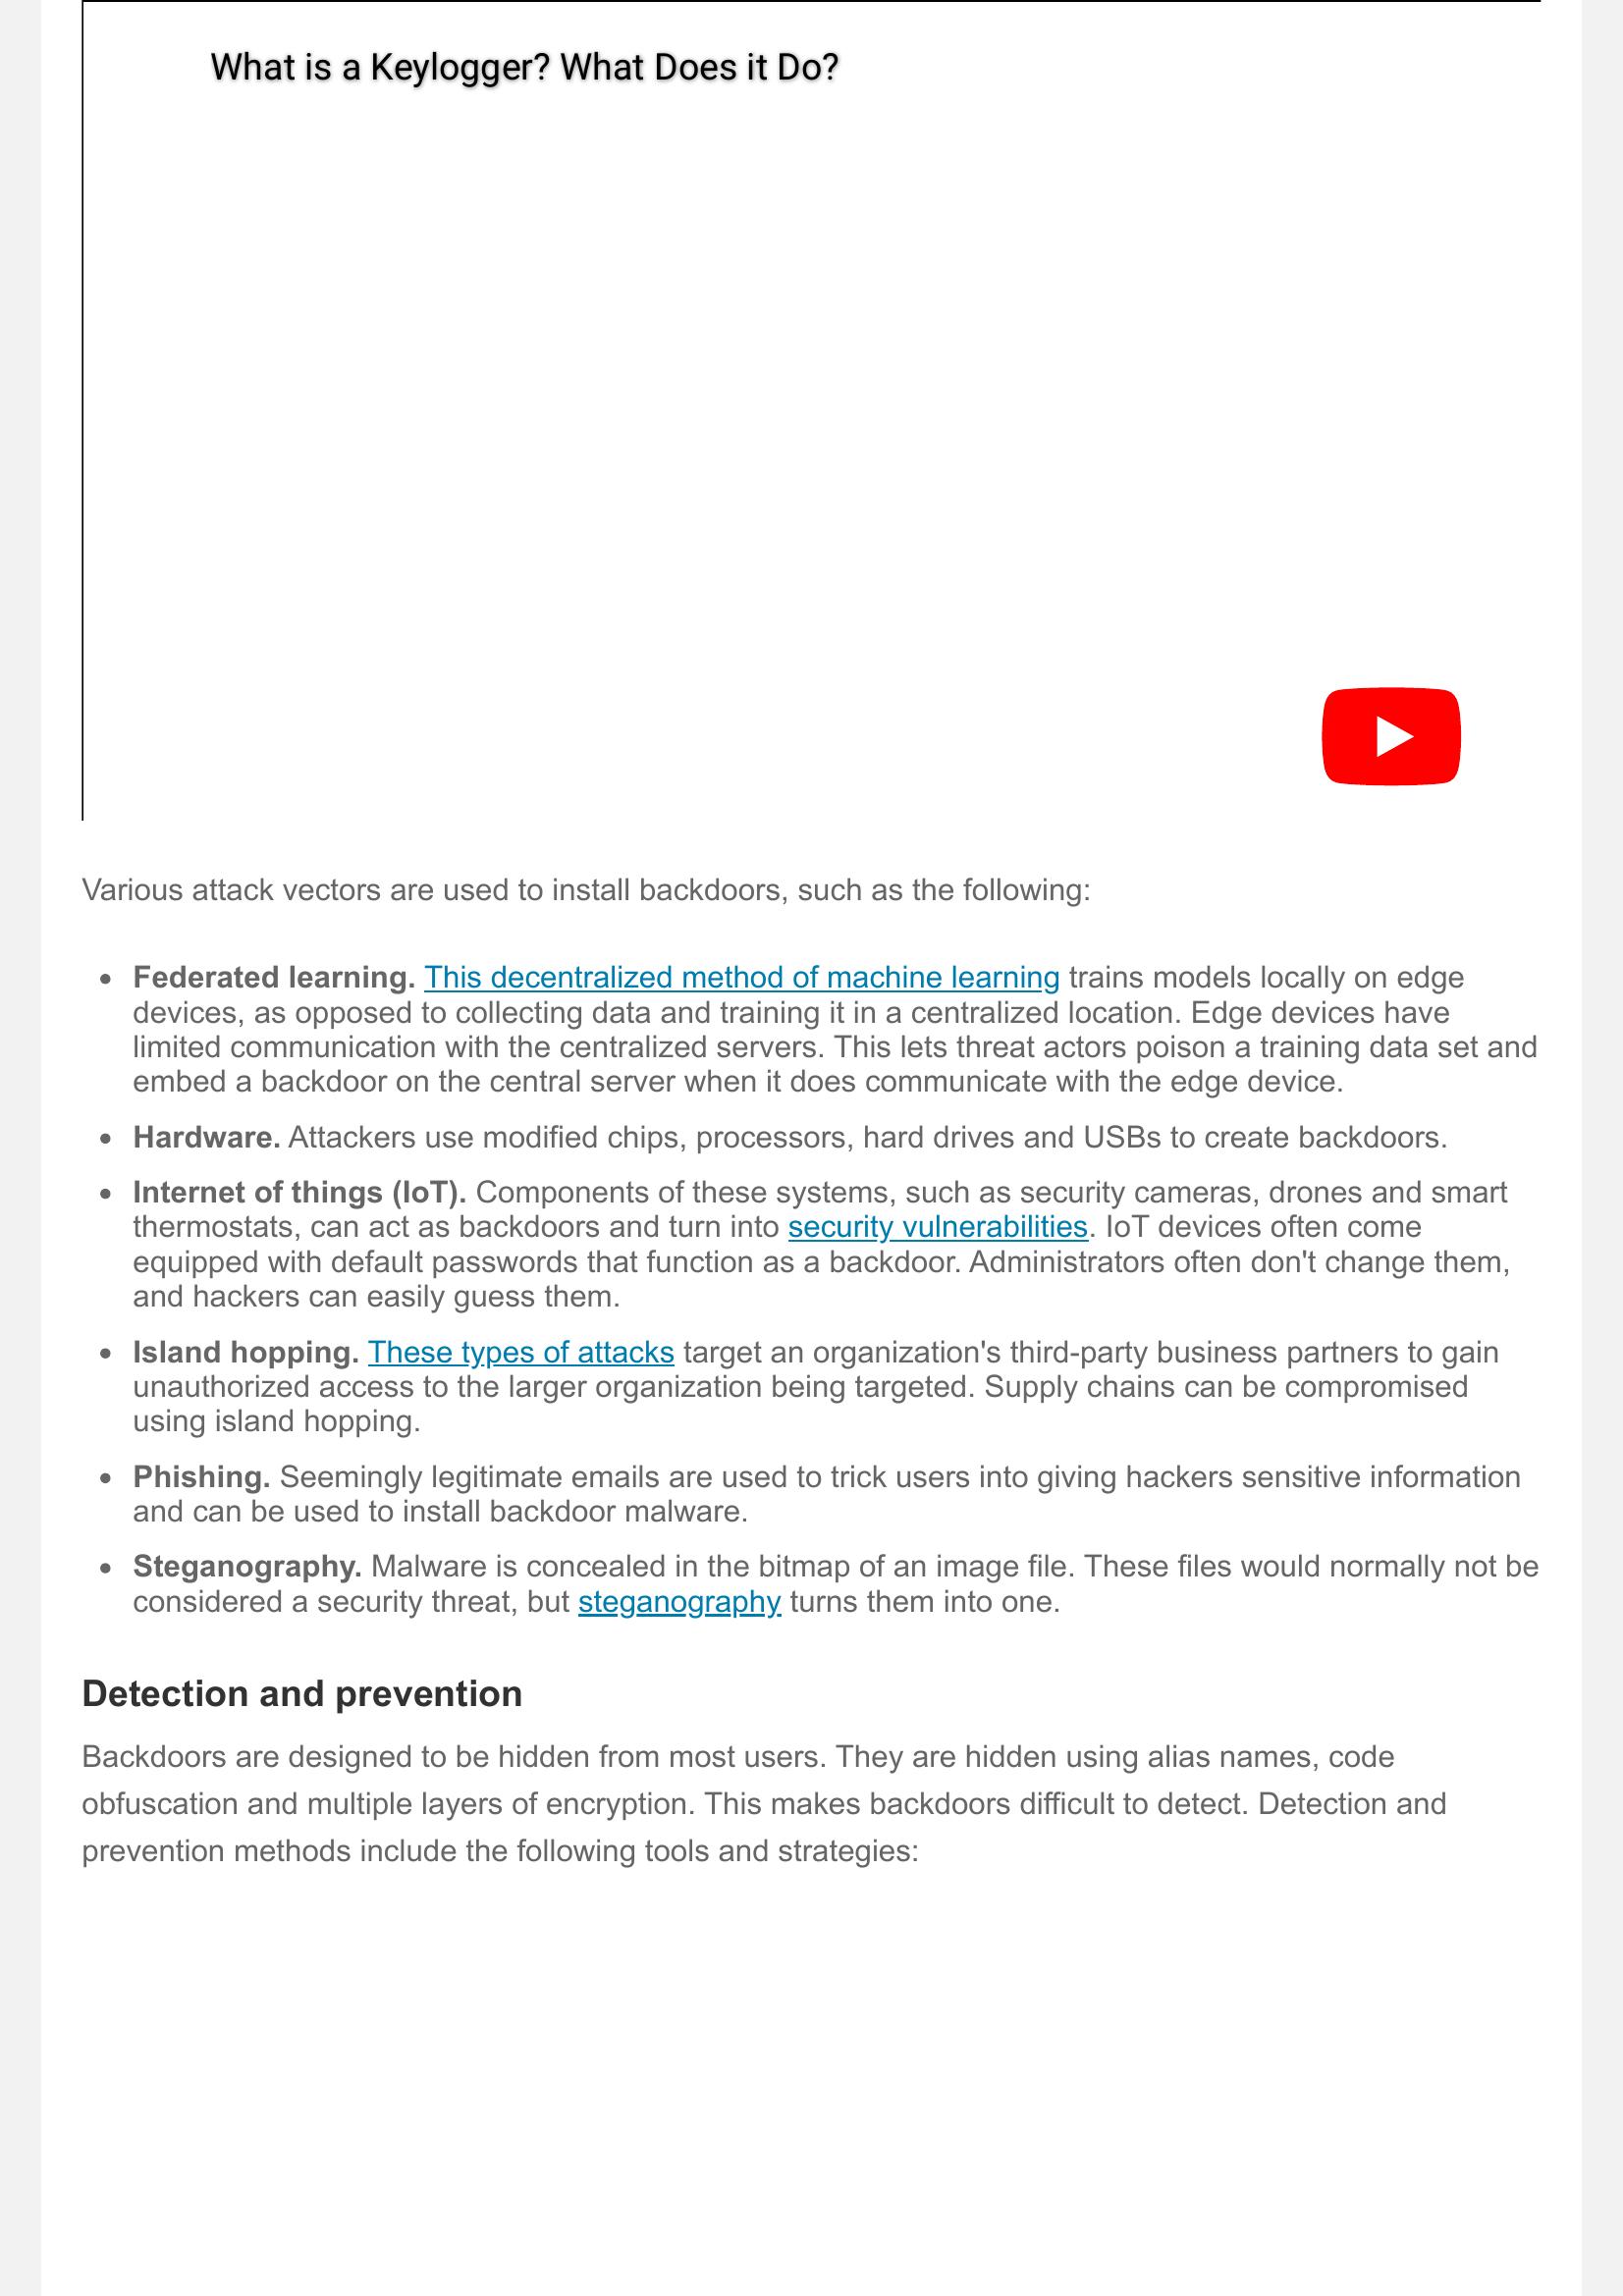 What is a Keylogger? What Does it Do?
Various attack vectors are used to install backdoors, such as the following:
• Federated learning. This decentralized method of machine learning trains models locally on edge
devices, as opposed to collecting data and training it in a centralized location. Edge devices have
limited communication with the centralized servers. This lets threat actors poison a training data set and
embed a backdoor on the central server when it does communicate with the edge device.
• Hardware. Attackers use modified chips, processors, hard drives and USBs to create backdoors.
• Internet of things (IoT). Components of these systems, such as security cameras, drones and smart
thermostats, can act as backdoors and turn into security vulnerabilities. IoT devices often come
equipped with default passwords that function as a backdoor. Administrators often don't change them,
and hackers can easily guess them.
• Island hopping. These types of attacks target an organization's third-party business partners to gain
unauthorized access to the larger organization being targeted. Supply chains can be compromised
using island hopping.
• Phishing. Seemingly legitimate emails are used to trick users into giving hackers sensitive information
and can be used to install backdoor malware.
• Steganography. Malware is concealed in the bitmap of an image file. These files would normally not be
considered a security threat, but steganography turns them into one.
Detection and prevention
Backdoors are designed to be hidden from most users. They are hidden using alias names, code
obfuscation and multiple layers of encryption. This makes backdoors difficult to detect. Detection and
prevention methods include the following tools and strategies: